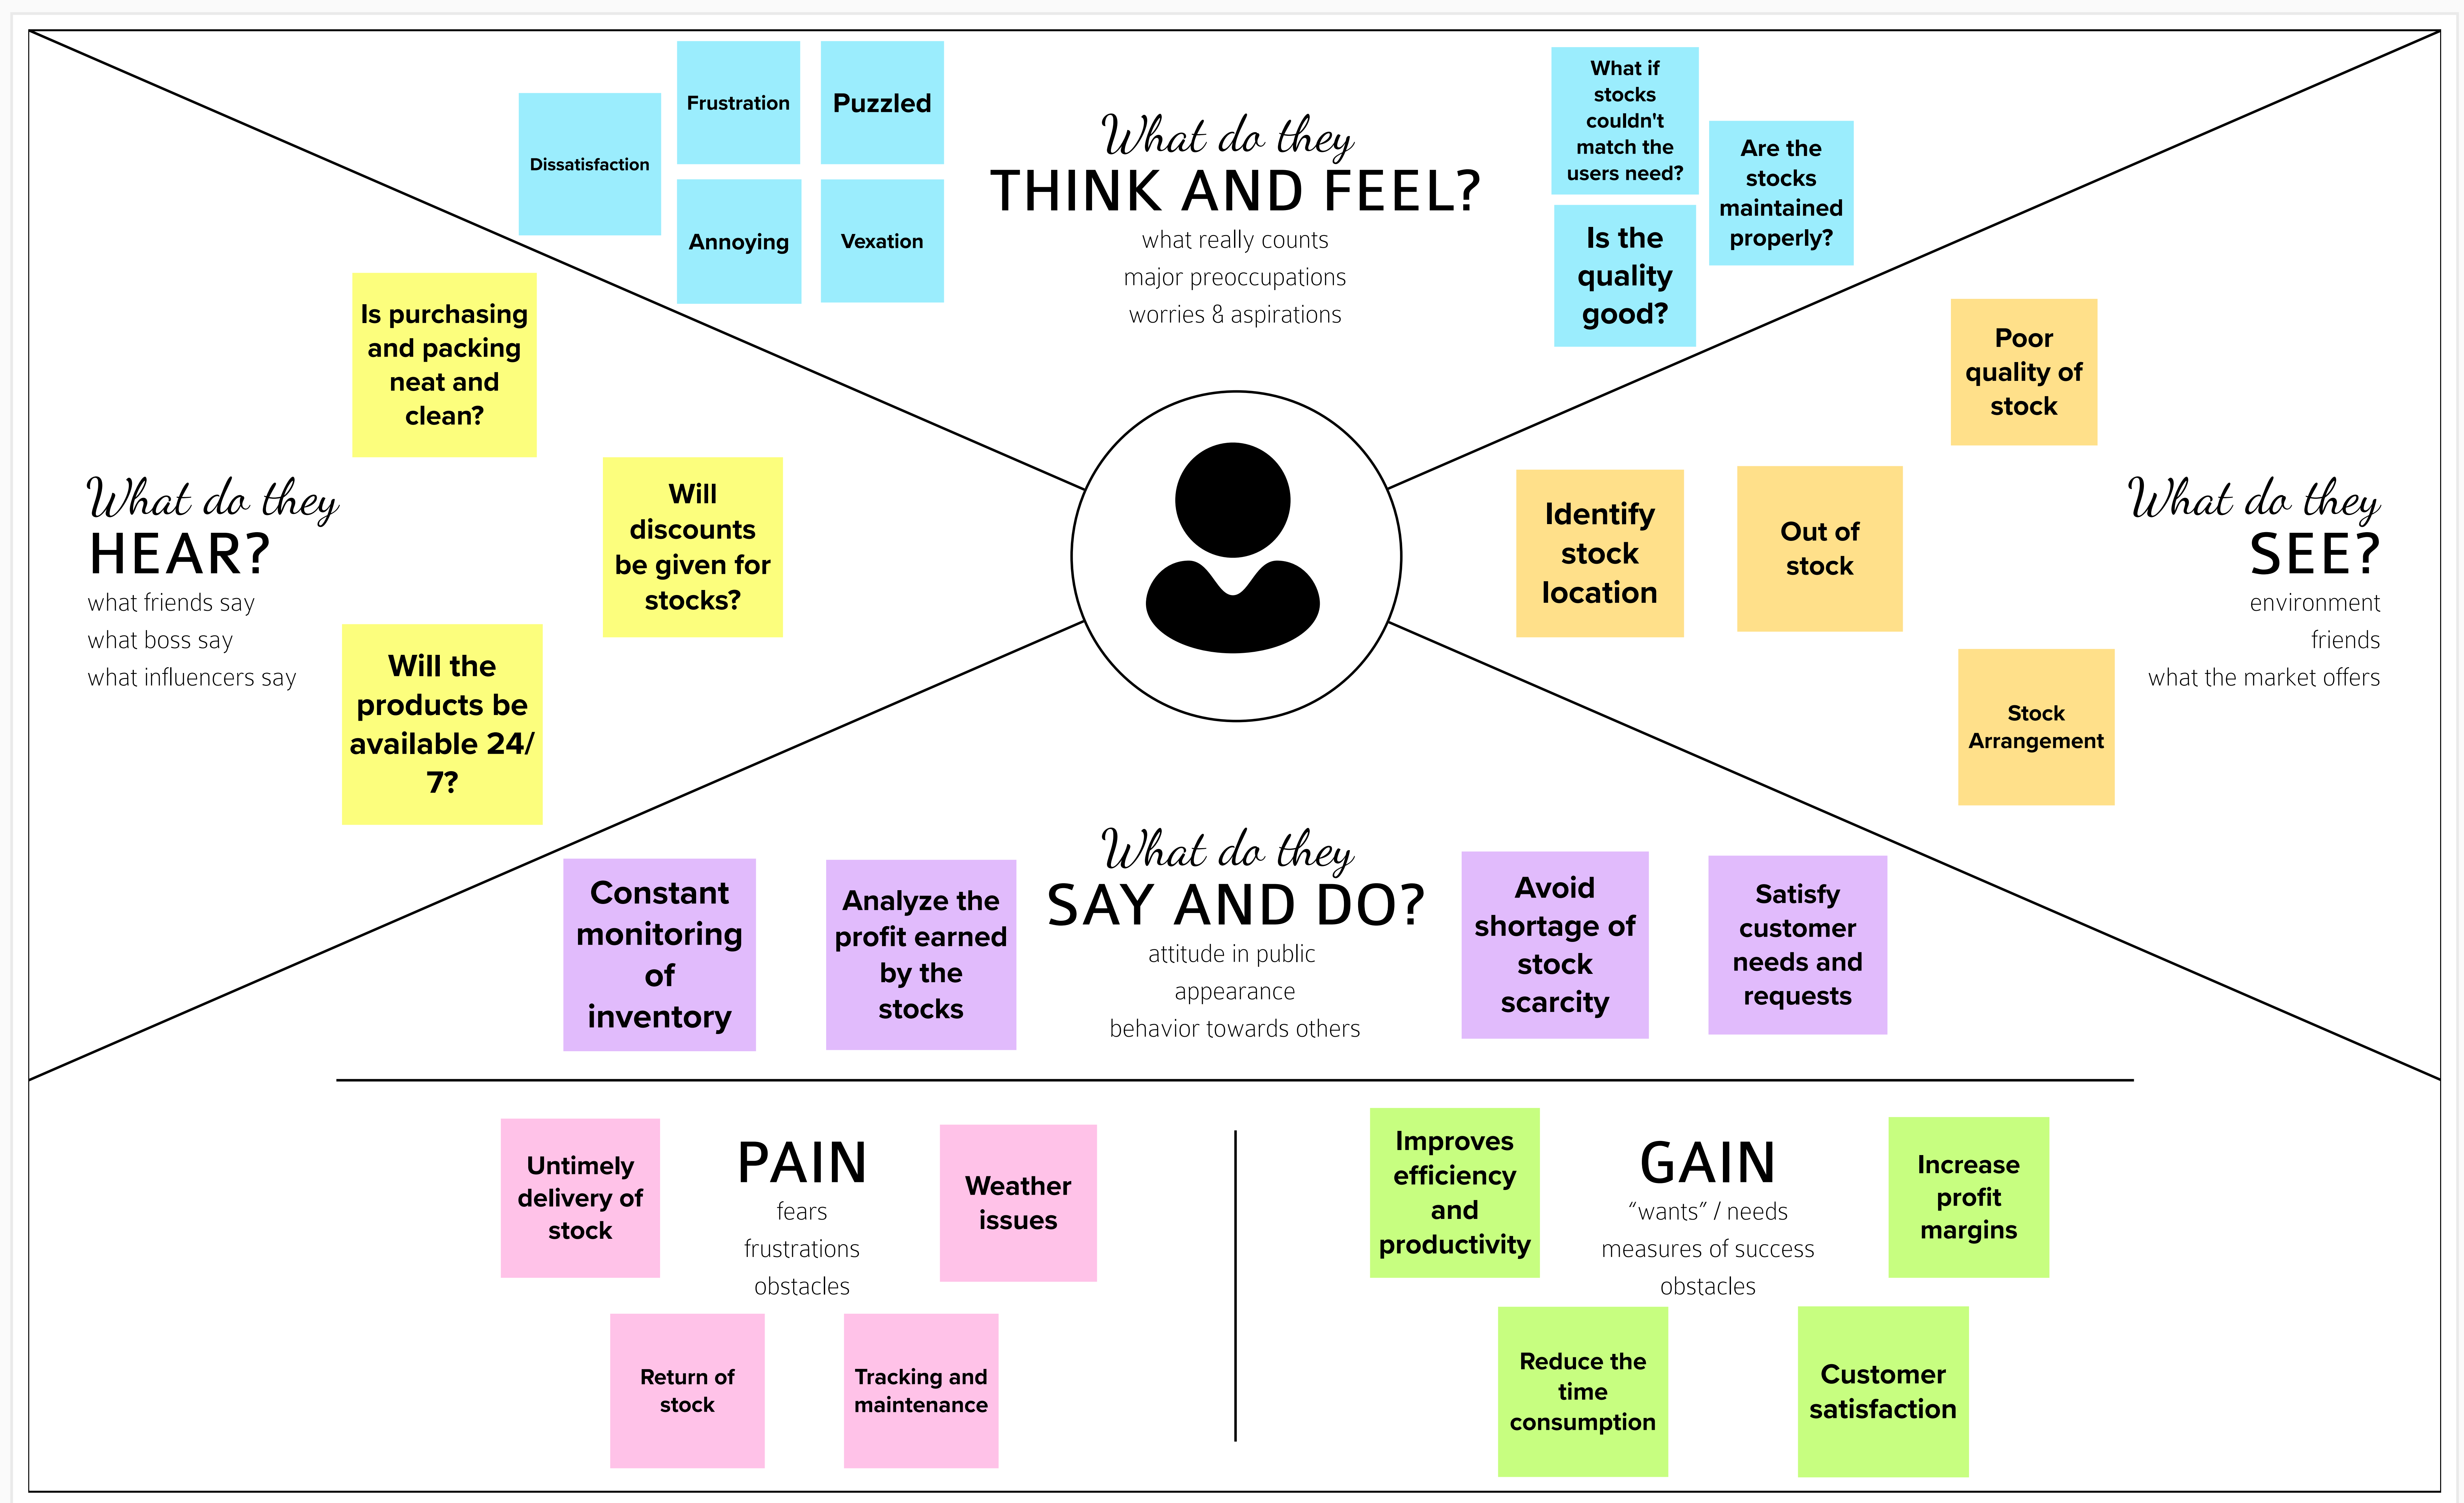 Dissatisfaction
Frustration
Puzzled
Annoying
Vexation
What do they
THINK AND FEEL?
what really counts
major preoccupations
worries & aspirations
What if
stocks
couldn't
match the
users need?
Are the
stocks
maintained
properly?
Is the
quality
good?
What do they
HEAR?
what friends say
what boss say
what influencers say
Is purchasing
and packing
neat and
clean?
Will
discounts
be given for
stocks?
Will the
products be
available 24/
7?
Poor
quality of
stock
Identify
stock
location
Out of
stock
Stock
Arrangement
What do they
SEE?
environment
friends
what the market offers
Constant
monitoring
of
inventory
Analyze the
profit earned
by the
stocks
What do they
SAY AND DO?
attitude in public
appearance
behavior towards others
Avoid
shortage of
stock
scarcity
Satisfy
customer
needs and
requests
Untimely
delivery of
stock
PAIN
fears
frustrations
obstacles
Weather
issues
Return of
stock
Tracking and
maintenance
Improves
efficiency
and
productivity
GAIN
“wants” / needs
measures of success
obstacles
Increase
profit
margins
Reduce the
time
consumption
Customer
satisfaction